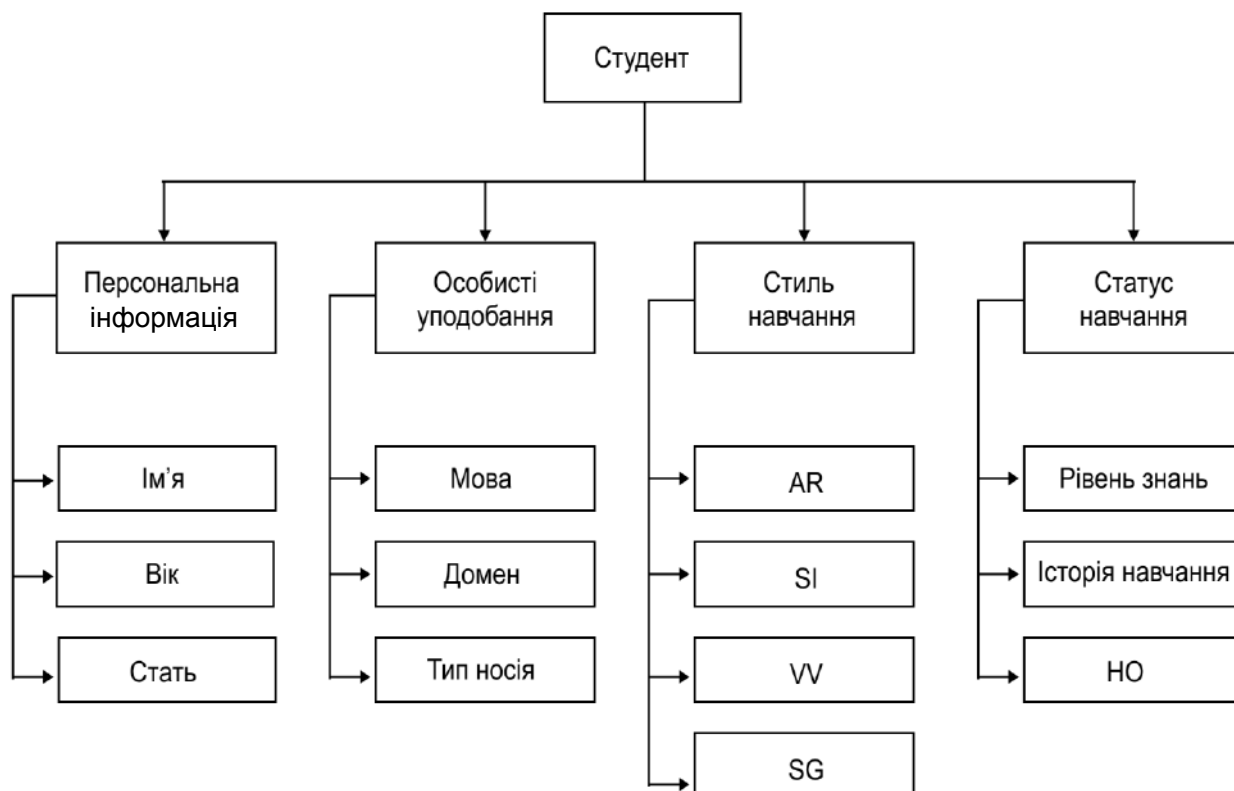 Студент
Персональна
інформація
Особисті
уподобання
Стиль
навчання
Статус
навчання
Ім’я
Мова
AR
Рівень знань
Вік
Домен
SI
Історія навчання
Стать
Тип носія
VV
НО
SG